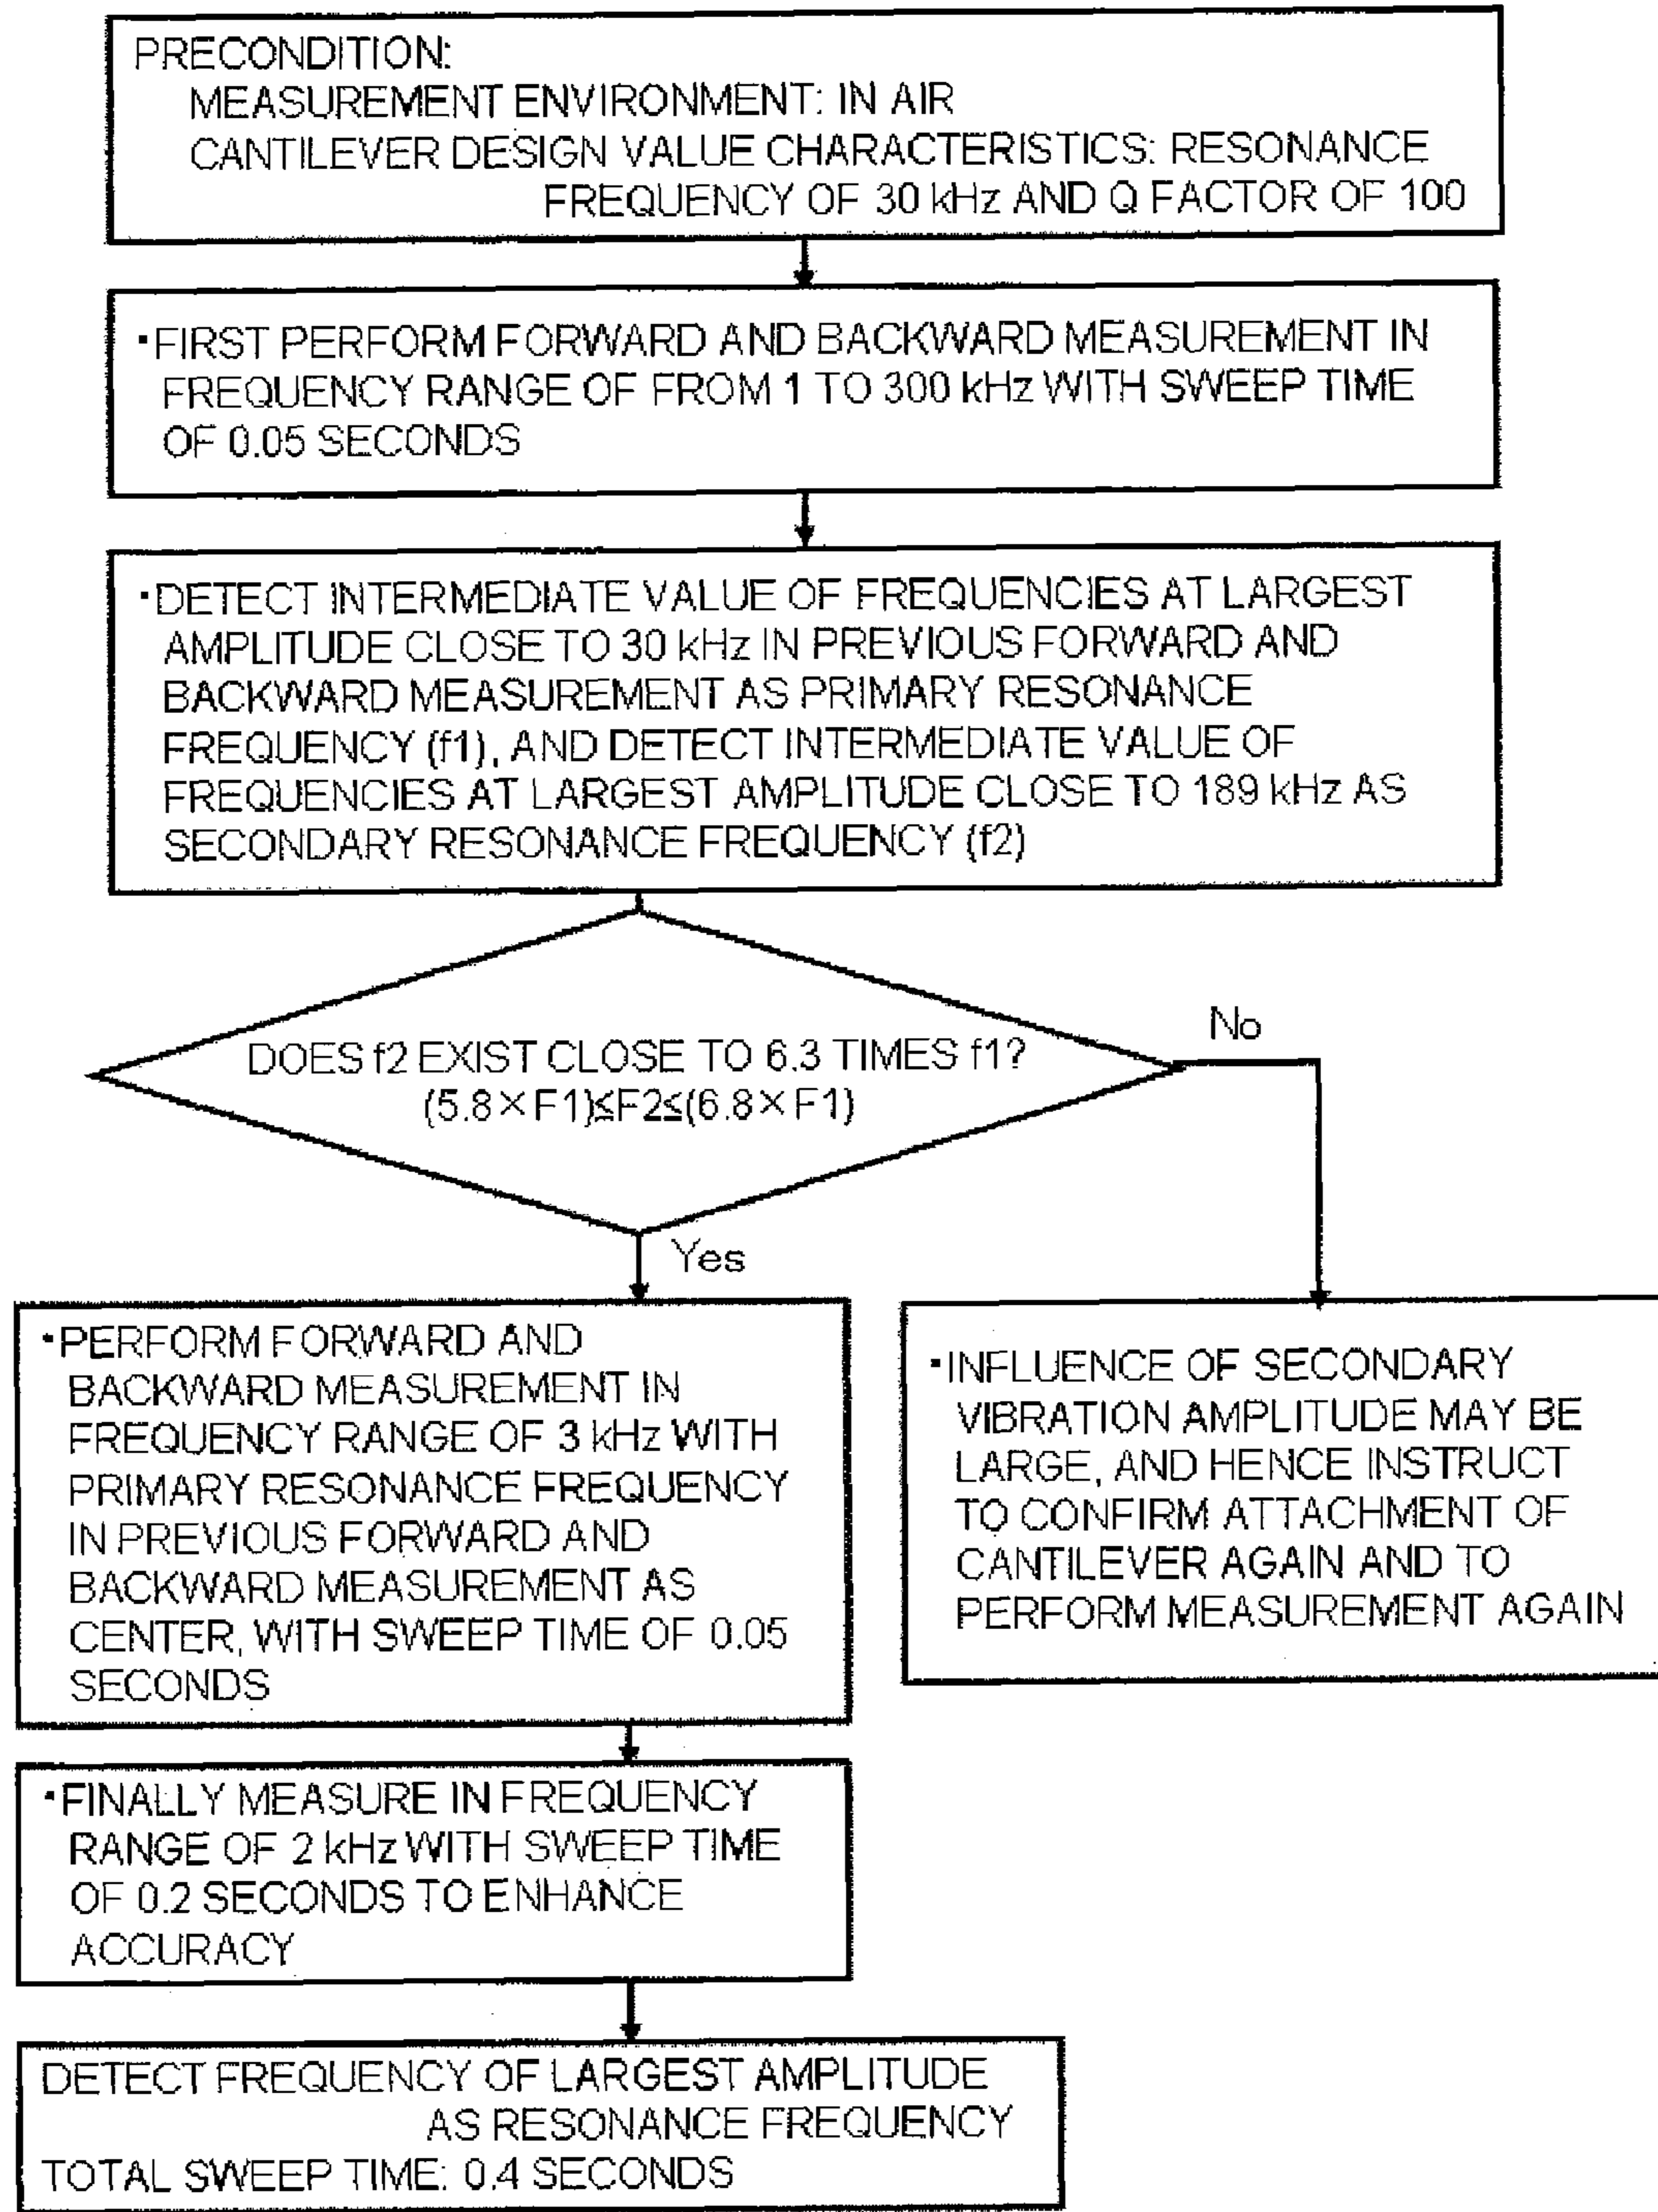 PRECONDITION:
MEASUREMENT ENVIRONMENT: IN AIR
CANTILEVER DESIGN VALUE CHARACTERISTICS: RESONANCE
FREQUENCY OF 30 kHz AND Q FACTOR OF 100
▪FIRST PERFORM FORWARD AND BACKWARD MEASUREMENT IN
FREQUENCY RANGE OF FROM 1 TO 300 kHz WITH SWEEP TIME
OF 0.05 SECONDS
▪DETECT INTERMEDIATE VALUE OF FREQUENCIES AT LARGEST
AMPLITUDE CLOSE TO 30 kHz IN PREVIOUS FORWARD AND
BACKWARD MEASUREMENT AS PRIMARY RESONANCE
FREQUENCY (f1), AND DETECT INTERMEDIATE VALUE OF
FREQUENCIES AT LARGEST AMPLITUDE CLOSE TO 189 kHz AS
SECONDARY RESONANCE FREQUENCY (f2)
DOES f2 EXIST CLOSE TO 6.3 TIMES f1?
(5.8×F1)≦F2≦(6.8×F1)
No
Yes
▪PERFORM FORWARD AND
BACKWARD MEASUREMENT IN
FREQUENCY RANGE OF 3 kHz WITH
PRIMARY RESONANCE FREQUENCY
IN PREVIOUS FORWARD AND
BACKWARD MEASUREMENT AS
CENTER, WITH SWEEP TIME OF 0.05
SECONDS
▪INFLUENCE OF SECONDARY
VIBRATION AMPLITUDE MAY BE
LARGE, AND HENCE INSTRUCT
TO CONFIRM ATTACHMENT OF
CANTILEVER AGAIN AND TO
PERFORM MEASUREMENT AGAIN
▪FINALLY MEASURE IN FREQUENCY
RANGE OF 2 kHz WITH SWEEP TIME
OF 0.2 SECONDS TO ENHANCE
ACCURACY
DETECT FREQUENCY OF LARGEST AMPLITUDE
AS RESONANCE FREQUENCY
TOTAL SWEEP TIME: 0.4 SECONDS